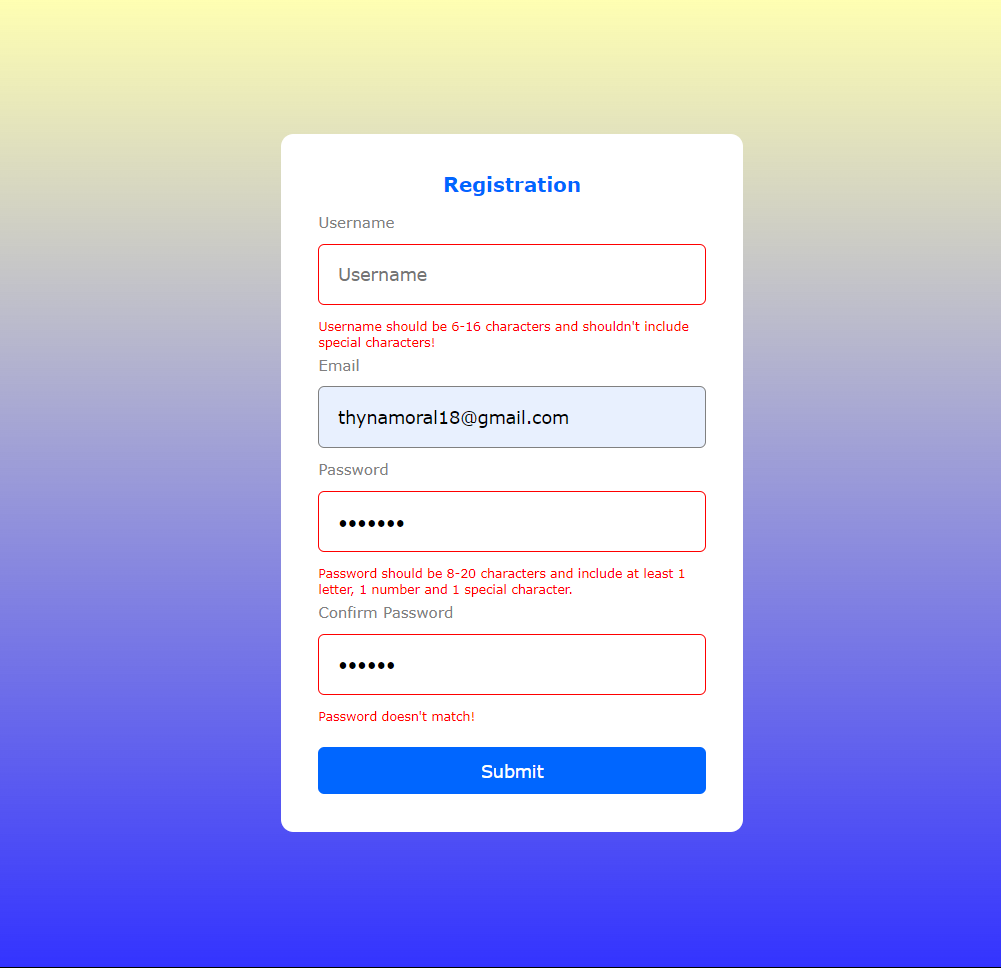 Registration
Username
Username
Username should be 6-16 characters and shouldn't include
special characters!
Email
thynamoral18@gmail.com
Password
•••••••
Password should be 8-20 characters and include at least 1
letter, 1 number and 1 special character.
Confirm Password
••••••
Password doesn't match!
Submit